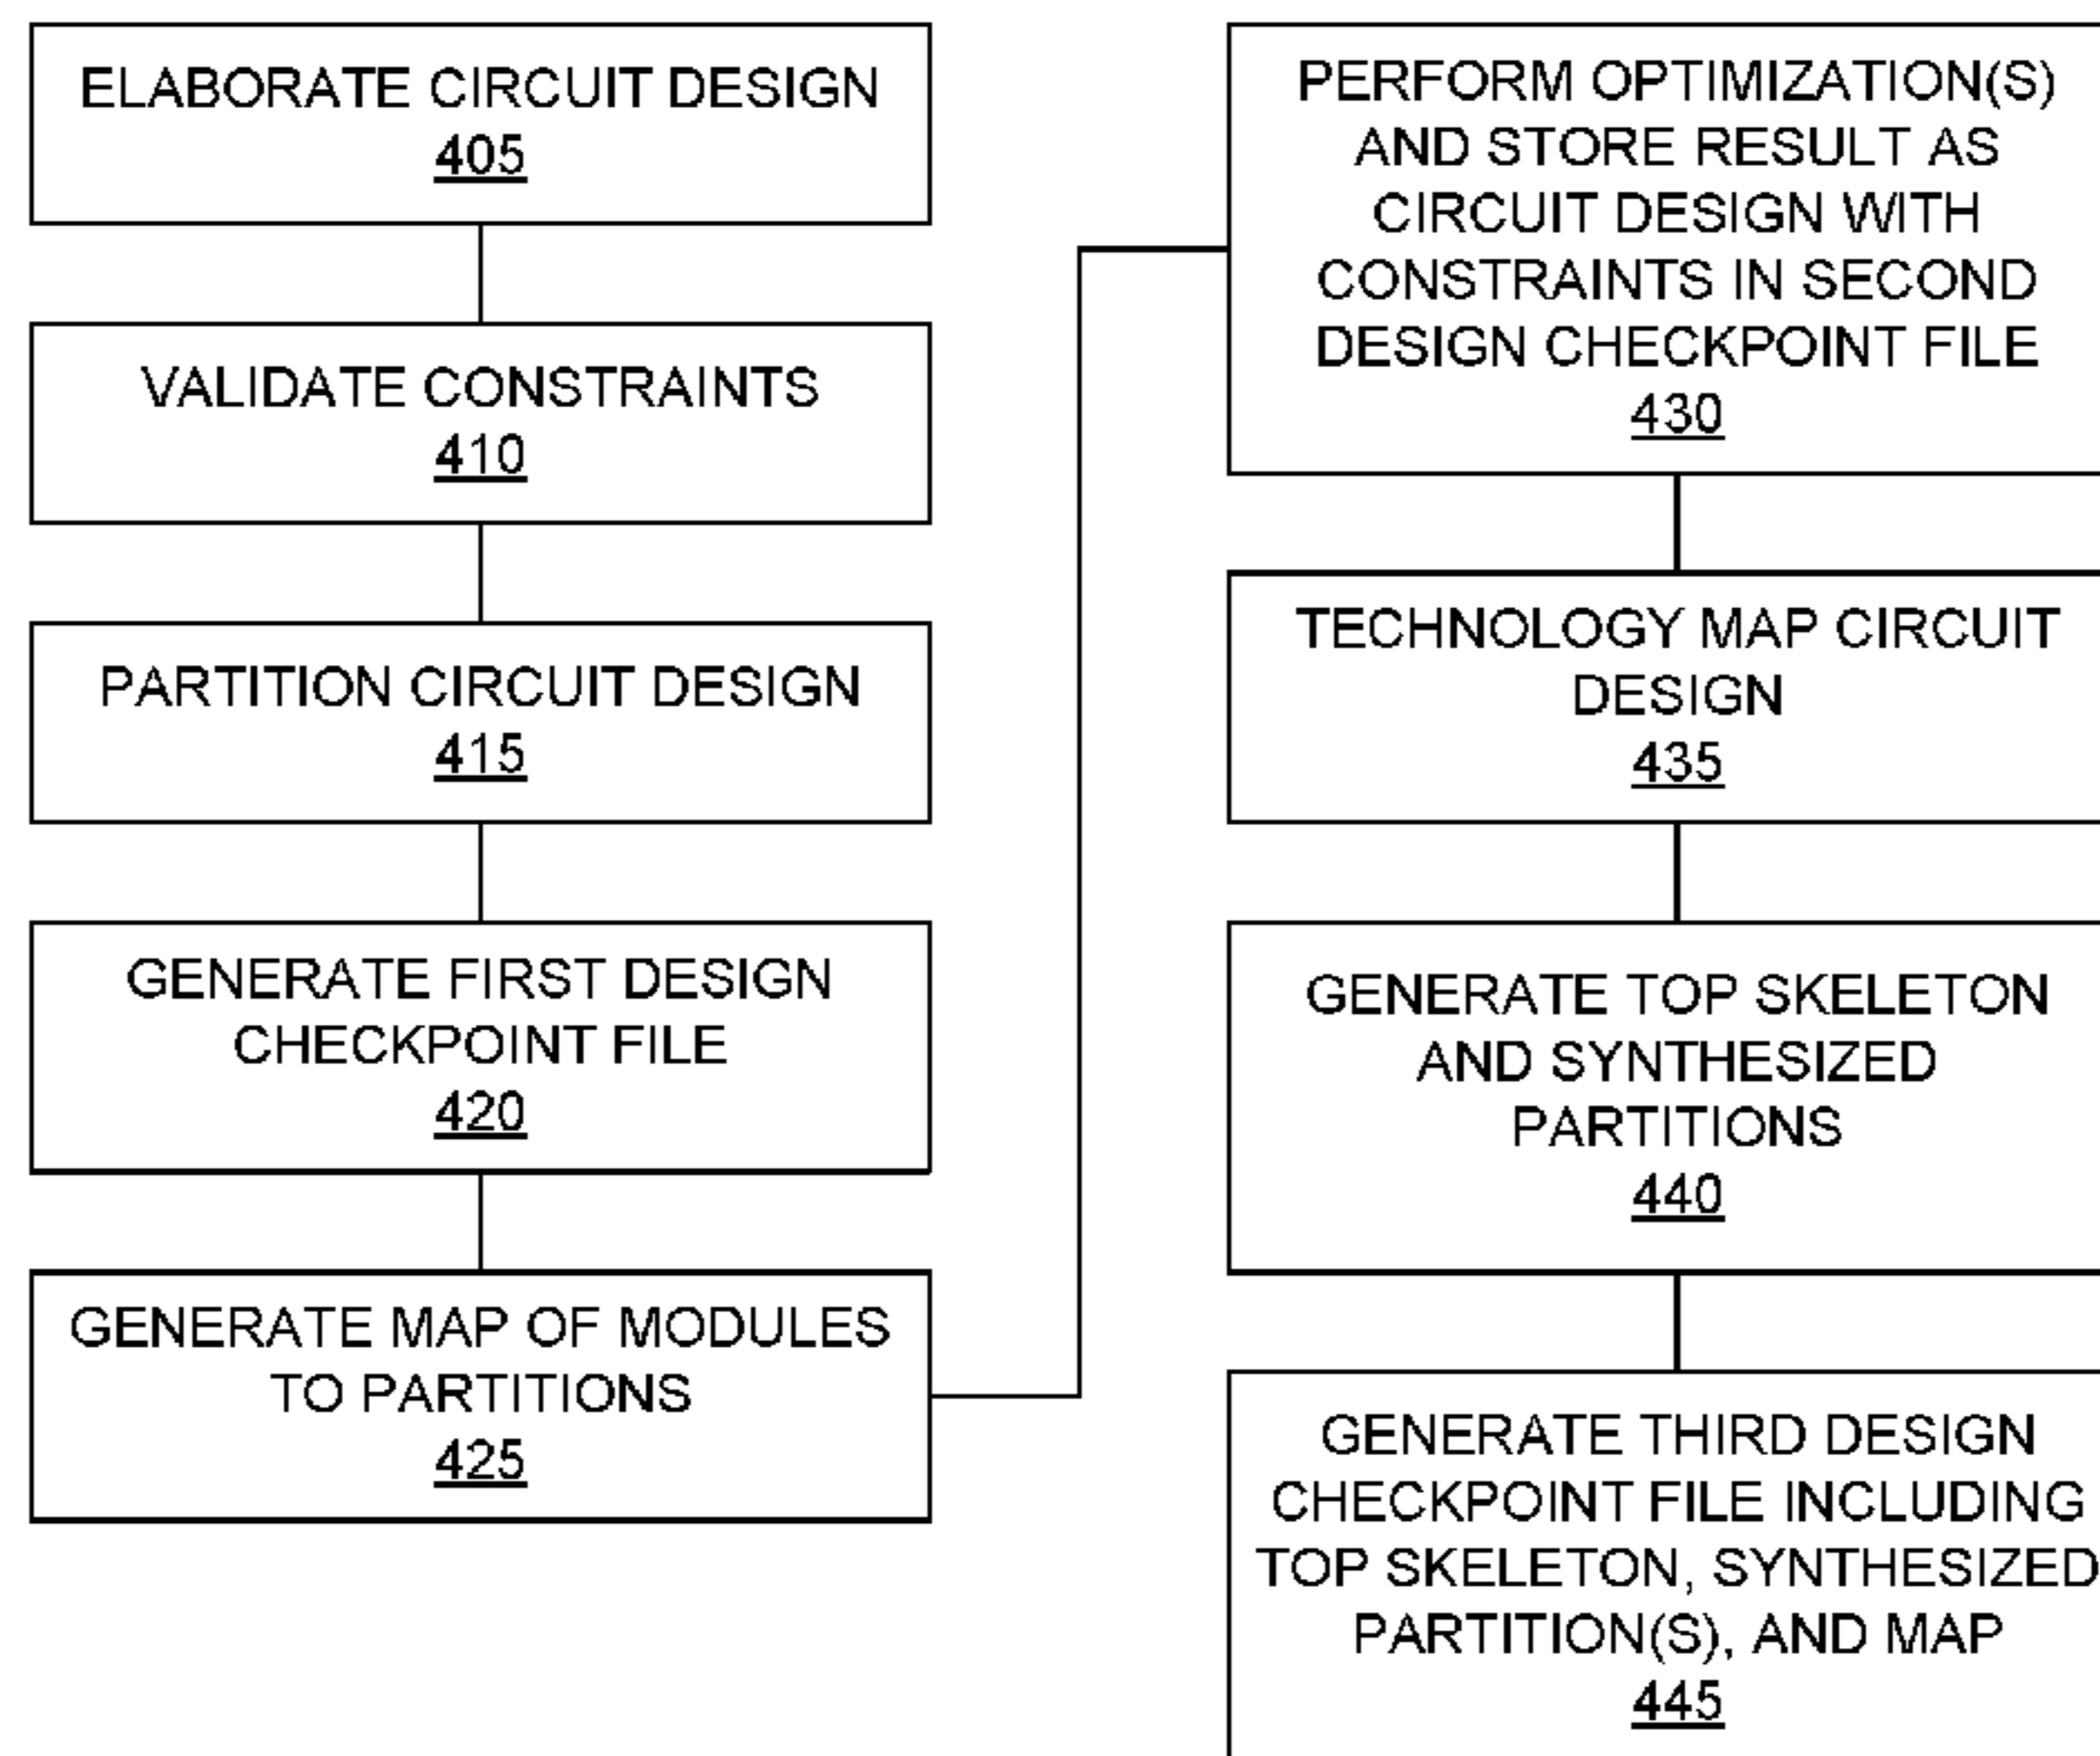 ELABORATE CIRCUIT DESIGN
405
VALIDATE CONSTRAINTS
410
PARTITION CIRCUIT DESIGN
415
GENERATE FIRST DESIGN
CHECKPOINT FILE
420
GENERATE MAP OF MODULES
TO PARTITIONS
425
PERFORM OPTIMIZATION(S)
AND STORE RESULT AS
CIRCUIT DESIGN WITH
CONSTRAINTS IN SECOND
DESIGN CHECKPOINT FILE
430
TECHNOLOGY MAP CIRCUIT
DESIGN
435
GENERATE TOP SKELETON
AND SYNTHESIZED
PARTITIONS
440
GENERATE THIRD DESIGN
CHECKPOINT FILE INCLUDING
TOP SKELETON, SYNTHESIZED
PARTITION(S), AND MAP
445